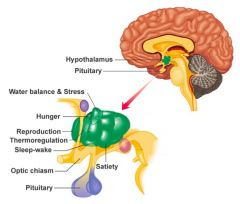 Hypothalamus
Pituitary
Water balance & Stress
Hunger
Reproduction
Thermoregulation
Sleep-wake
Satiety
Optic chiasm
Pituitary